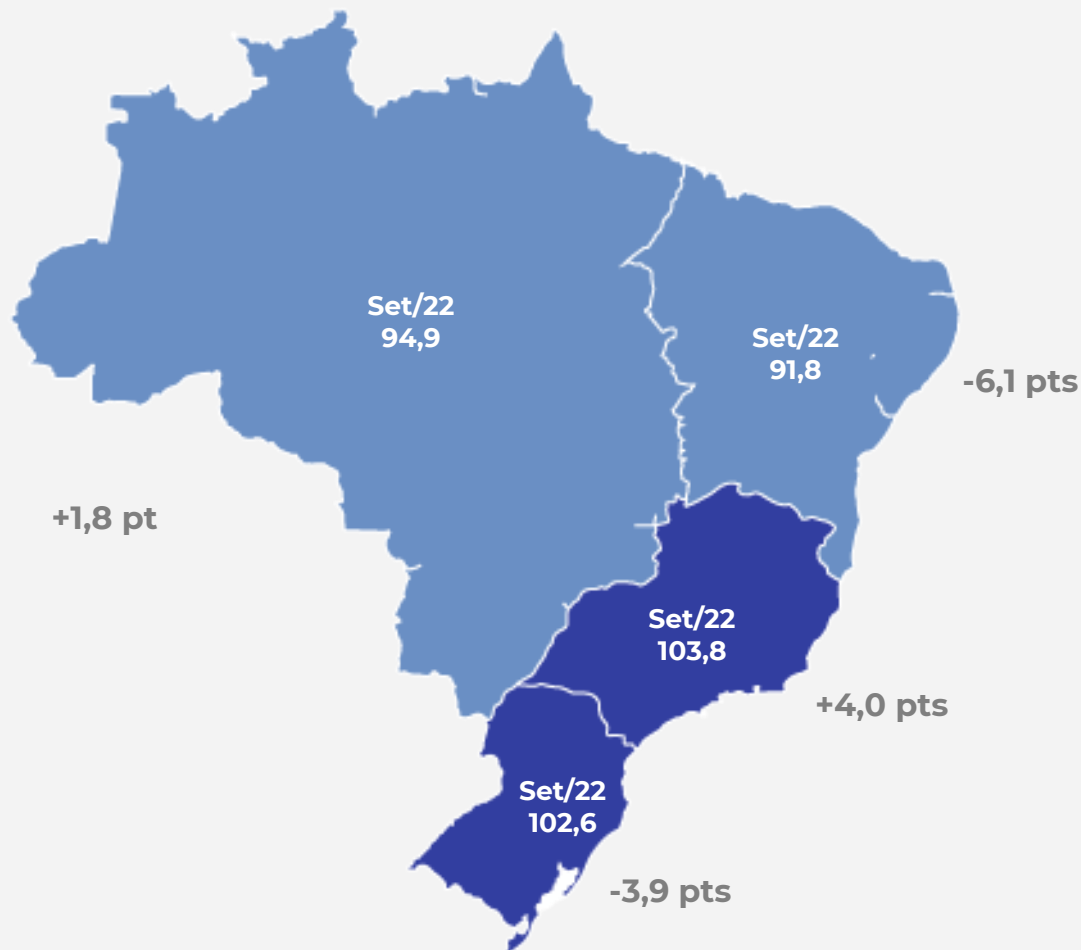 Set/22
94,9
Set/22
91,8
-6,1 pts
+1,8 pt
Set/22
103,8
+4,0 pts
Set/22
102,6
-3,9 pts